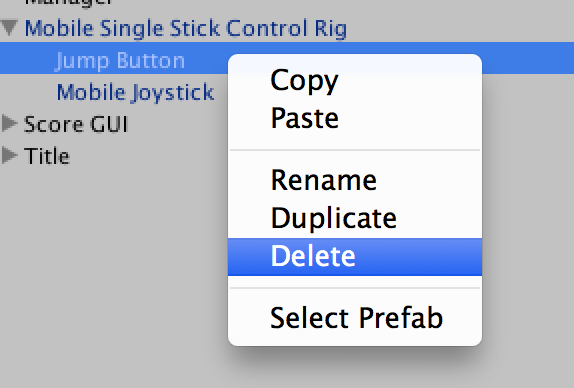 Manager
Mobile Single Stick Control Rig
Jump Button
Mobile Joystick
Score GUI
Title
Copy
Paste
Rename
Duplicate
Delete
Select Prefab